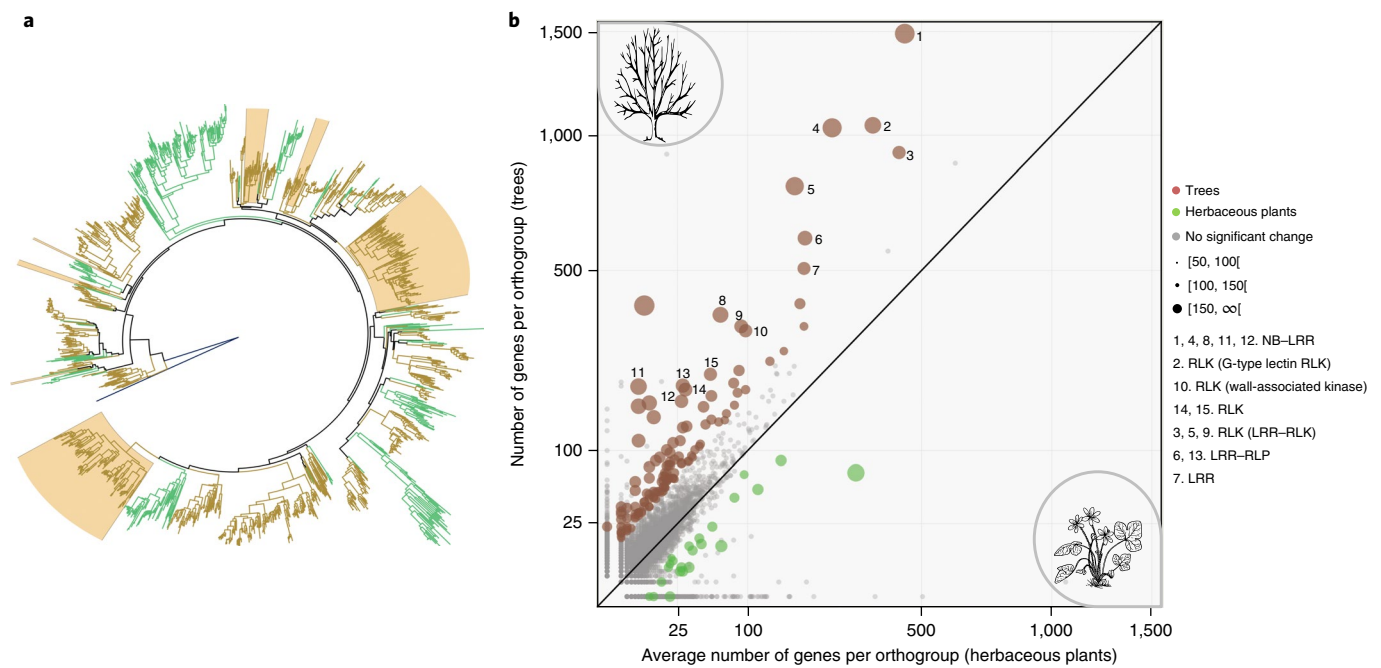 a
b
Number of genes per orthogroup (trees)
1,500
1,000
500
100
25
1
2
3
4
5
6
7
8
9
10
11
12
13
14
15
25
100
500
1,000
1,500
Average number of genes per orthogroup (herbaceous plants)
Trees
Herbaceous plants
No significant change
[50, 100[
[100, 150[
[150, ∞[
1, 4, 8, 11, 12. NB–LRR
2. RLK (G-type lectin RLK)
10. RLK (wall-associated kinase)
14, 15. RLK
3, 5, 9. RLK (LRR–RLK)
6, 13. LRR–RLP
7. LRR